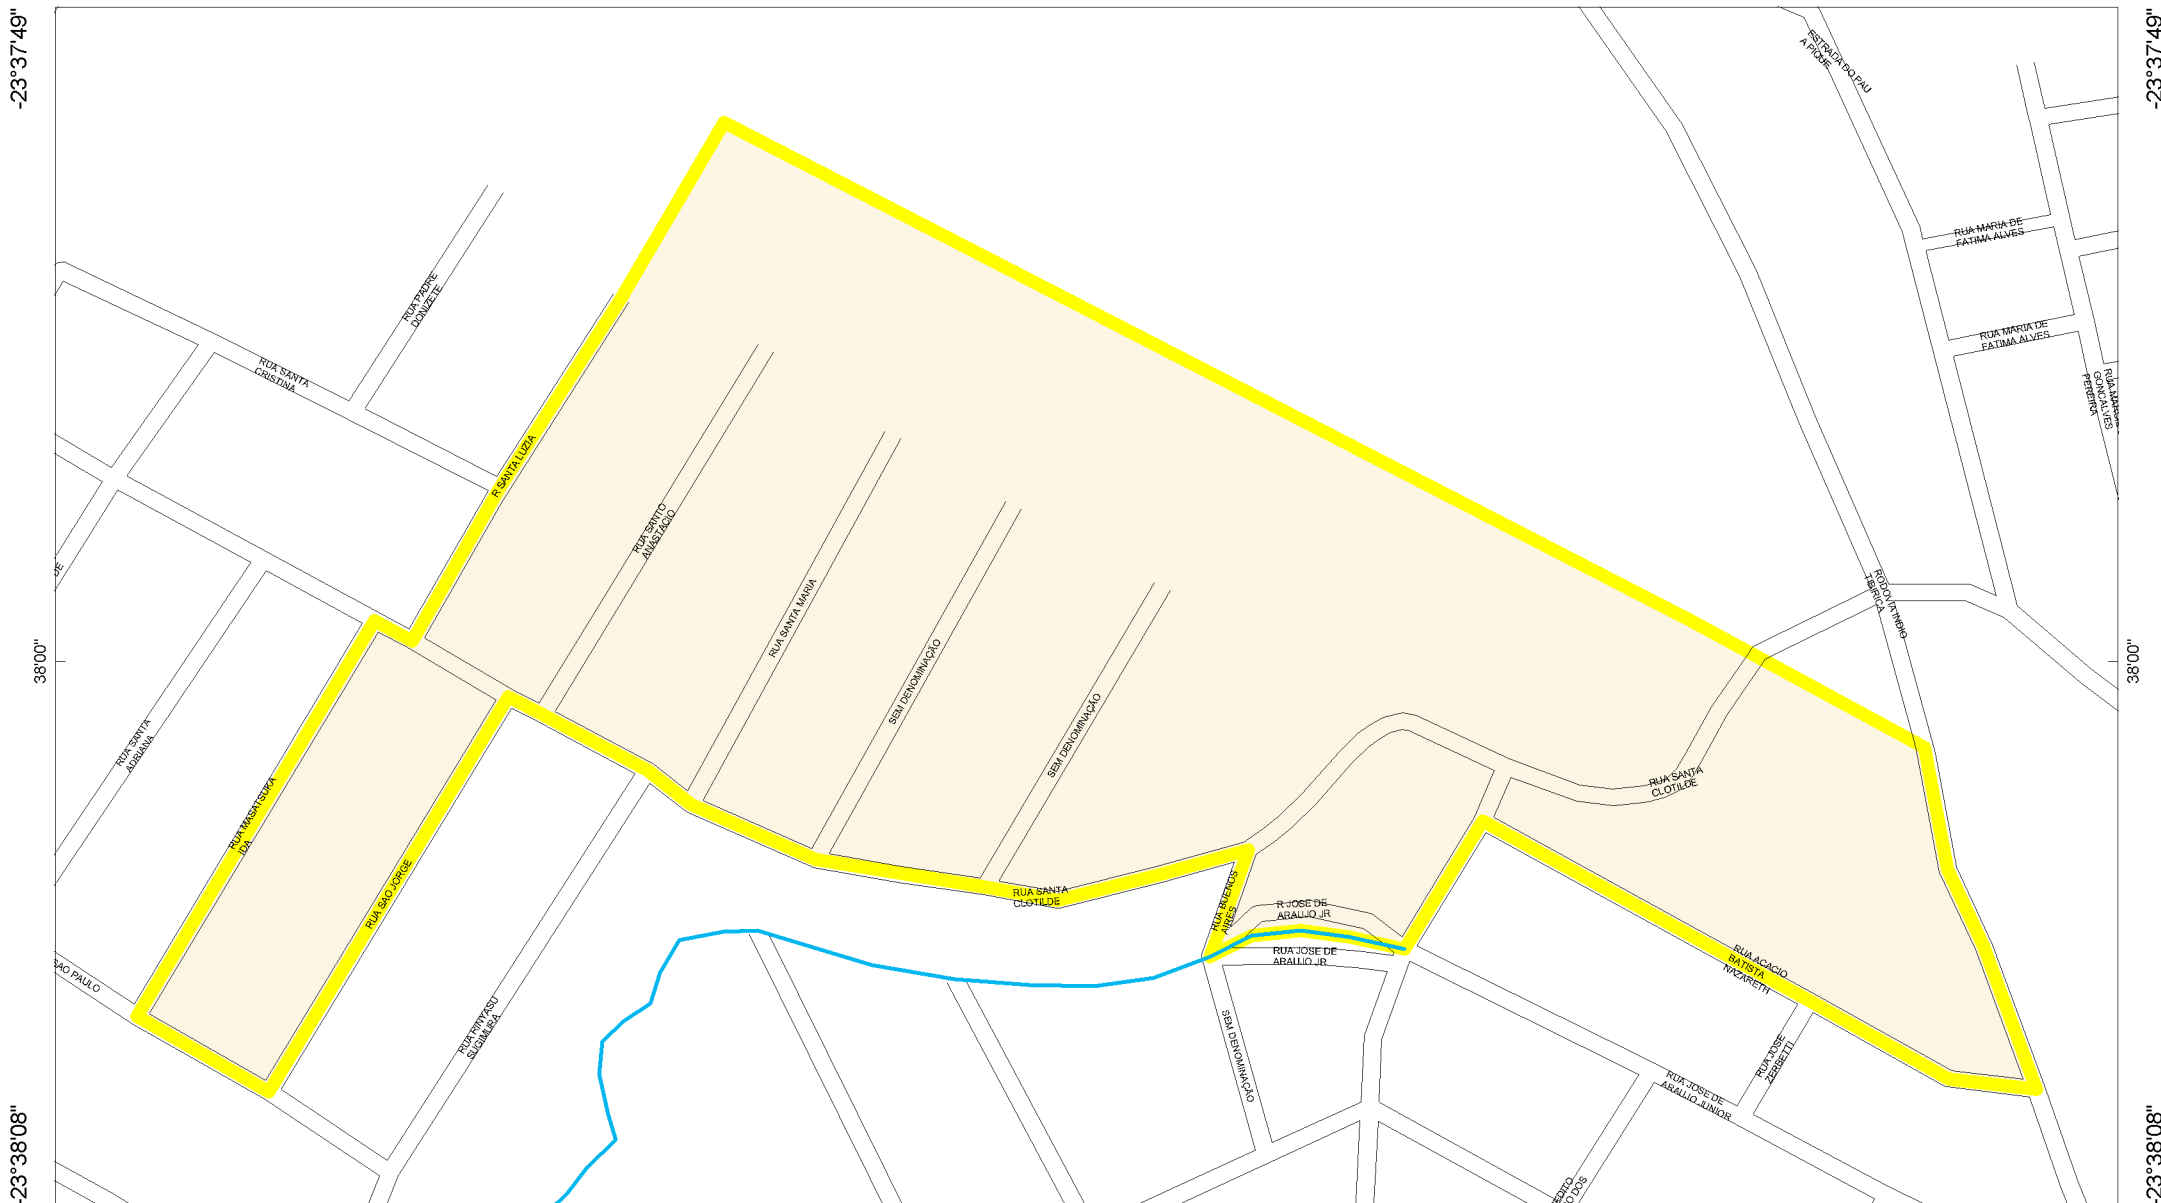 -23°37'49"
-23°37'49"
ESTRADA DO PAU
A PIQUE
RUA MARIA DE
FATIMA ALVES
RUA PADRE
DONIZETE
RUA MARIA DE
FATIMA ALVES
RUA SANTA
CRISTINA
GONCALVES
PEREIRA
R SANTA LUZIA
RUA SANTO
ANASTACIO
DE
RUA SANTA MARIA
RODOVIA INDIO
TIBIRICA
38'00"
38'00"
SEM DENOMINAÇÃO
SEM DENOMINAÇÃO
RUA SANTA
ADRIANA
RUA SANTA
CLOTILDE
RUA MASATSUKA
IDA
RUA SAO JORGE
RUA SANTA
CLOTILDE
RUA BUENOS
AIRES
R JOSE DE
ARAUJO JR
RUA JOSE DE
ARAUJO JR
RUA ACACIO
BATISTA
NAZARETH
SAO PAULO
RUA RINYASU
SUGIMURA
SEM DENOMINAÇÃO
RUA JOSE
ZERBETTI
RUA JOSE DE
ARAUJO JUNIOR
-23°38'08"
-23°38'08"
EDITO
O DOS